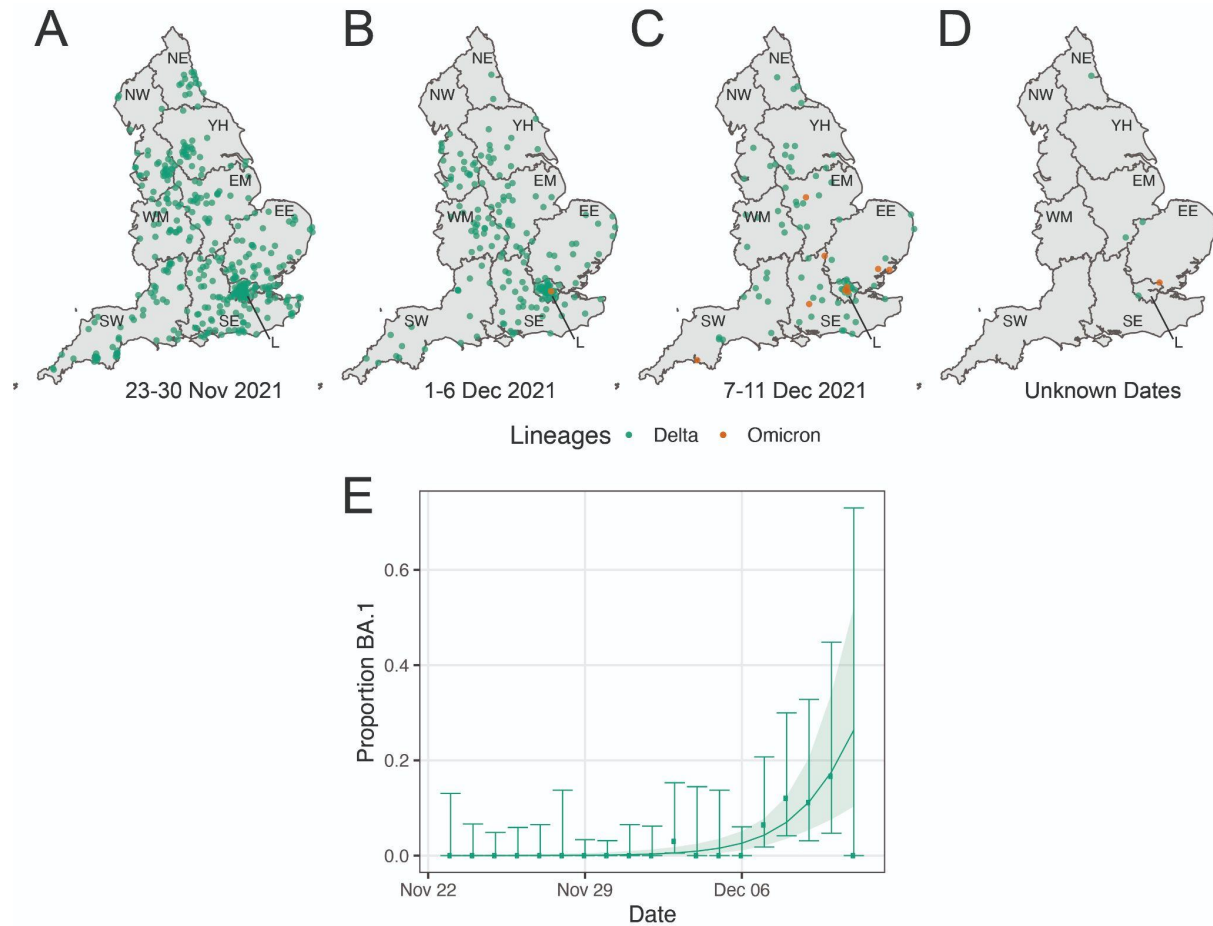 A
B
C
D
NE
NW
YH
EM
WM
EE
SW
SE
L
23-30 Nov 2021
NE
NW
YH
EM
WM
EE
SW
SE
L
1-6 Dec 2021
NE
NW
YH
EM
WM
EE
SW
SE
L
7-11 Dec 2021
NE
NW
YH
EM
WM
EE
SW
SE
L
Unknown Dates
Lineages Delta Omicron
E
Proportion BA.1
0.6
0.4
0.2
0.0
Nov 22 Nov 29 Dec 06
Date